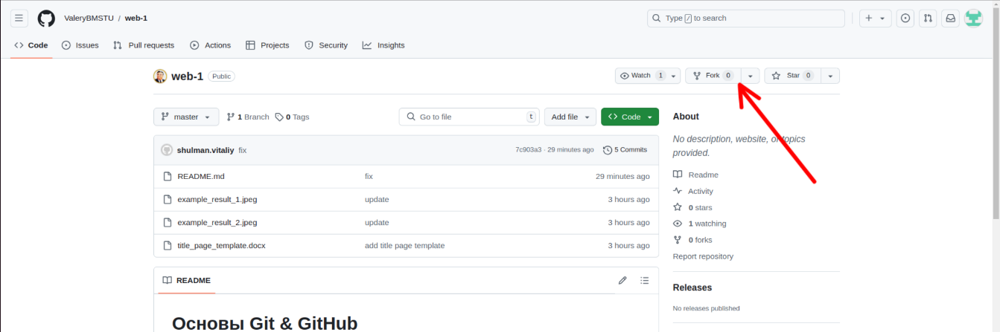 ValeryBMSTU / web-1
Type / to search
Code Issues Pull requests Actions Projects Security Insights
web-1 Public
Watch 1 Fork 0 Star 0
master 1 Branch 0 Tags Go to file t Add file Code
About
No description, website, or topics
provided.
shulman.vitaliy fix 7c903a3 · 29 minutes ago 5 Commits
README.md fix 29 minutes ago
example_result_1.jpeg update 3 hours ago
example_result_2.jpeg update 3 hours ago
title_page_template.docx add title page template 3 hours ago
Readme
Activity
0 stars
1 watching
0 forks
Report repository
README
Основы Git & GitHub
Releases
No releases published